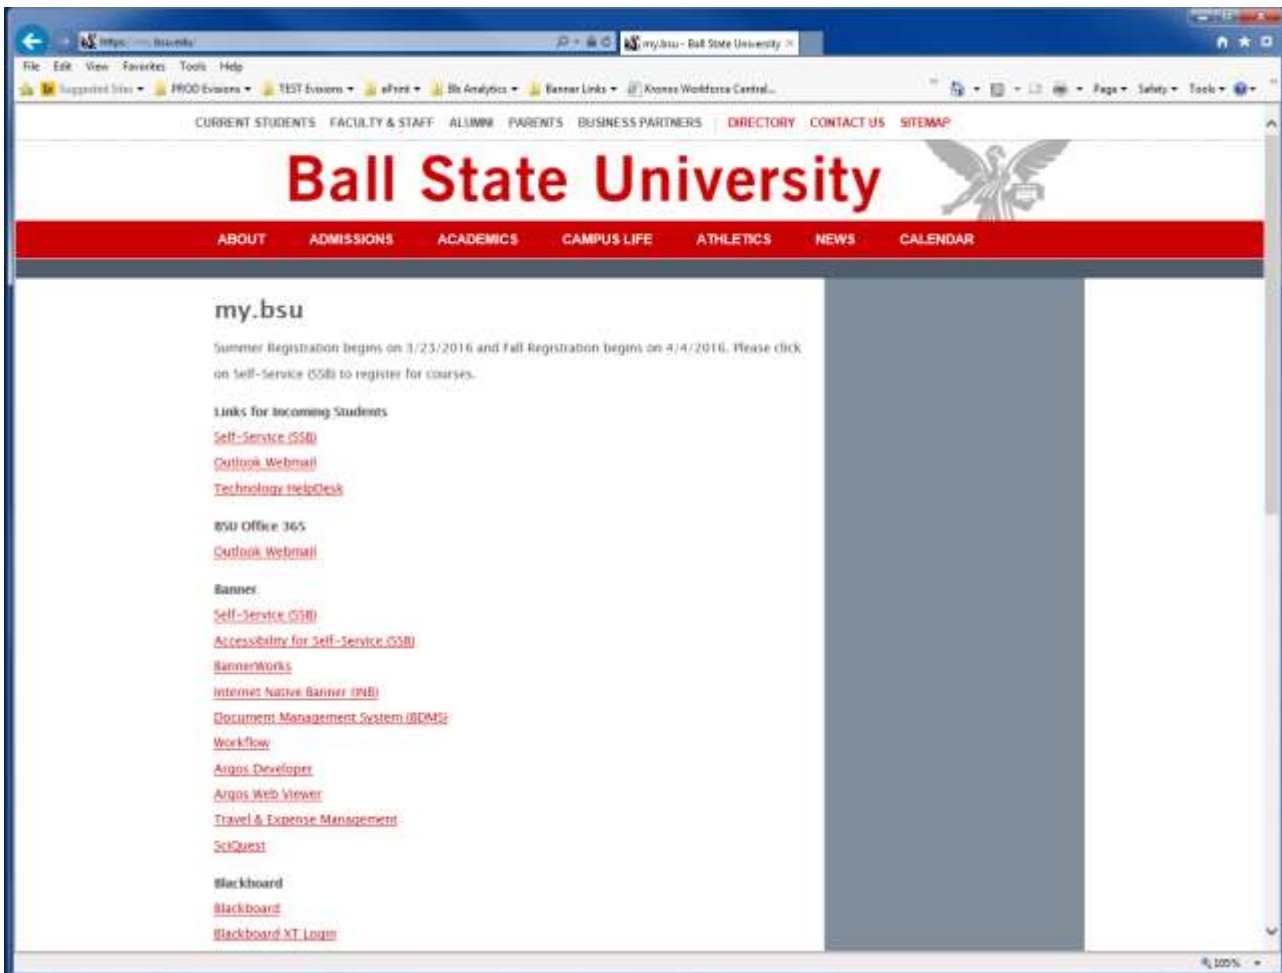 my.bsu - Ball State University
File Edit View Favorites Tools Help
Suggested Sites PROD Evisions TEST Evisions ePrint Bb Analytics Banner Links Kronos Workforce Central... Page Safety Tools
CURRENT STUDENTS FACULTY & STAFF ALUMNI PARENTS BUSINESS PARTNERS DIRECTORY CONTACT US SITEMAP
Ball State University
ABOUT ADMISSIONS ACADEMICS CAMPUS LIFE ATHLETICS NEWS CALENDAR
my.bsu
Summer Registration begins on 3/23/2016 and Fall Registration begins on 4/4/2016. Please click
on Self-Service (SSB) to register for courses.
Links for Incoming Students
Self-Service (SSB)
Outlook Webmail
Technology HelpDesk
BSU Office 365
Outlook Webmail
Banner
Self-Service (SSB)
Accessibility for Self-Service (SSB)
BannerWorks
Internet Native Banner (INB)
Document Management System (BDMS)
Workflow
Argos Developer
Argos Web Viewer
Travel & Expense Management
SciQuest
Blackboard
Blackboard
Blackboard XT Login
105%